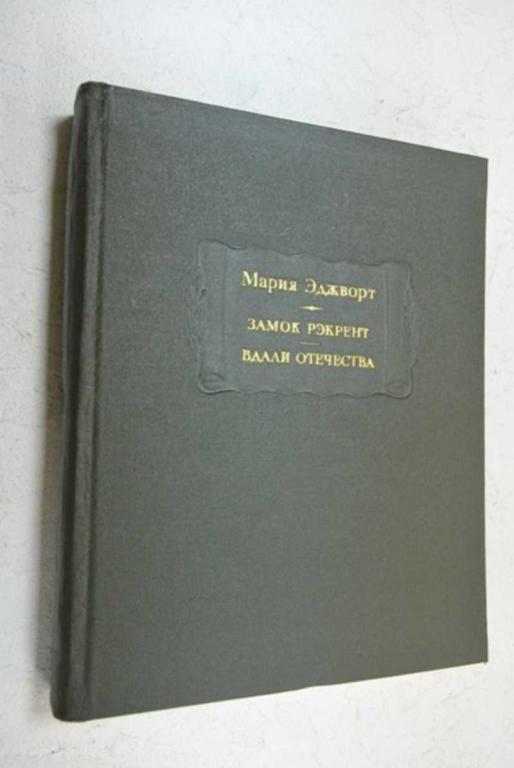 Мария Эджворт
ЗАМОК РЭКРЕНТ
ВДАЛИ ОТЕЧЕСТВА